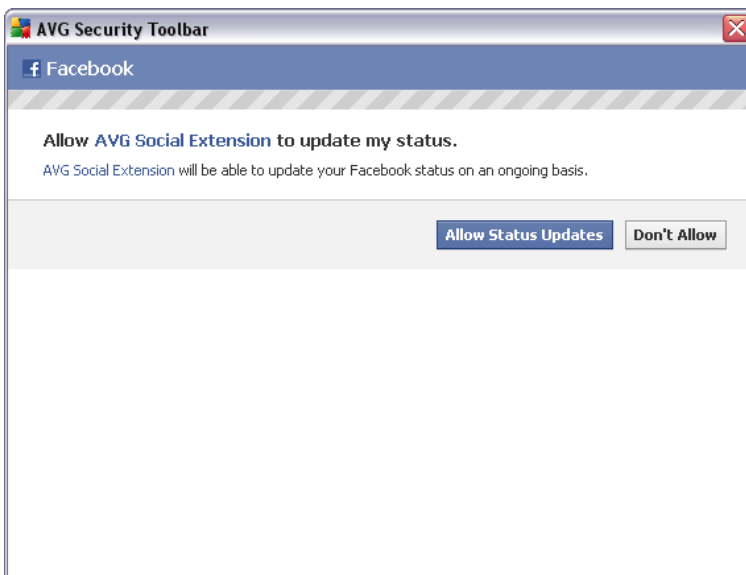 AVG Security Toolbar
Facebook
Allow AVG Social Extension to update my status.
AVG Social Extension will be able to update your Facebook status on an ongoing basis.
Allow Status Updates Don't Allow